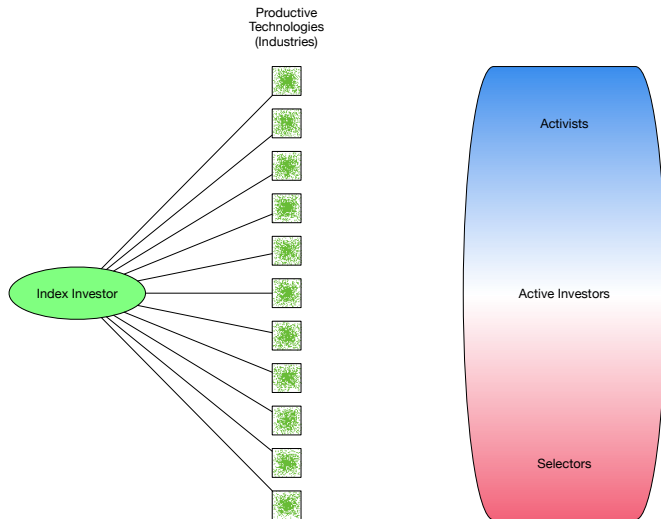 Productive
Technologies
(Industries)
Activists
Index Investor
Active Investors
Selectors